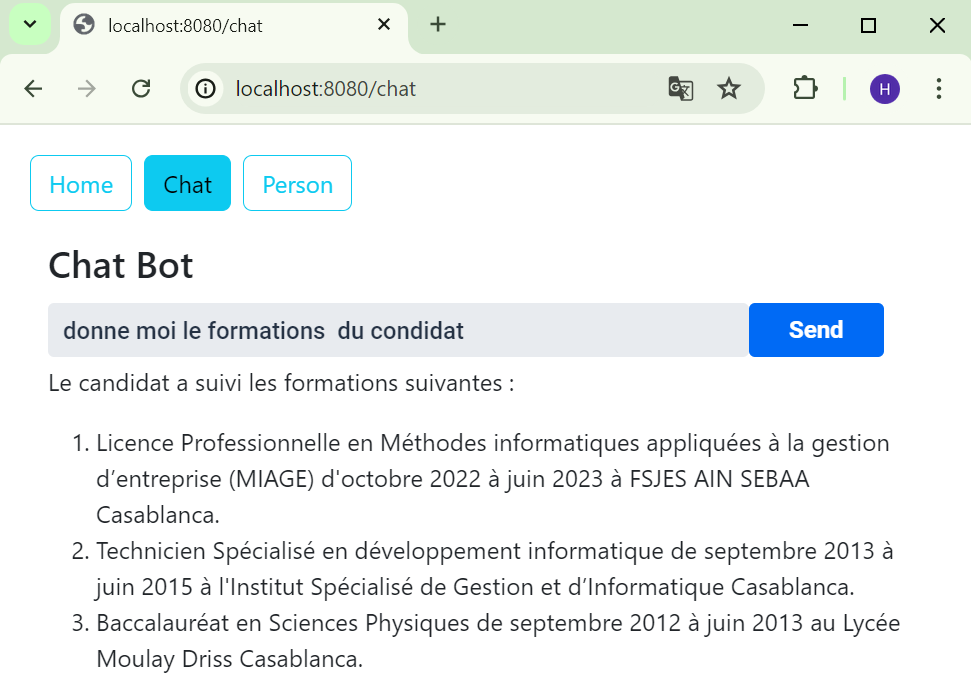 localhost:8080/chat
localhost:8080/chat
H
Home Chat Person
Chat Bot
donne moi le formations  du condidat
Send
Le candidat a suivi les formations suivantes :
1. Licence Professionnelle en Méthodes informatiques appliquées à la gestion
d’entreprise (MIAGE) d'octobre 2022 à juin 2023 à FSJES AIN SEBAA
Casablanca.
2. Technicien Spécialisé en développement informatique de septembre 2013 à
juin 2015 à l'Institut Spécialisé de Gestion et d’Informatique Casablanca.
3. Baccalauréat en Sciences Physiques de septembre 2012 à juin 2013 au Lycée
Moulay Driss Casablanca.